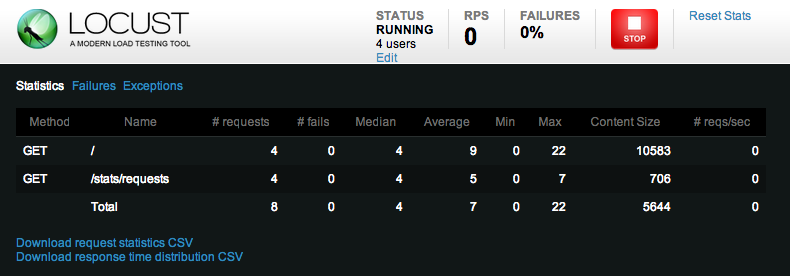 LOCUST
A MODERN LOAD TESTING TOOL
STATUS
RUNNING
4 users
Edit
RPS
0
FAILURES
0%
STOP
Reset Stats
Statistics Failures Exceptions
Method Name # requests # fails Median Average Min Max Content Size # reqs/sec
GET / 4 0 4 9 0 22 10583 0
GET /stats/requests 4 0 4 5 0 7 706 0
Total 8 0 4 7 0 22 5644 0
Download request statistics CSV
Download response time distribution CSV